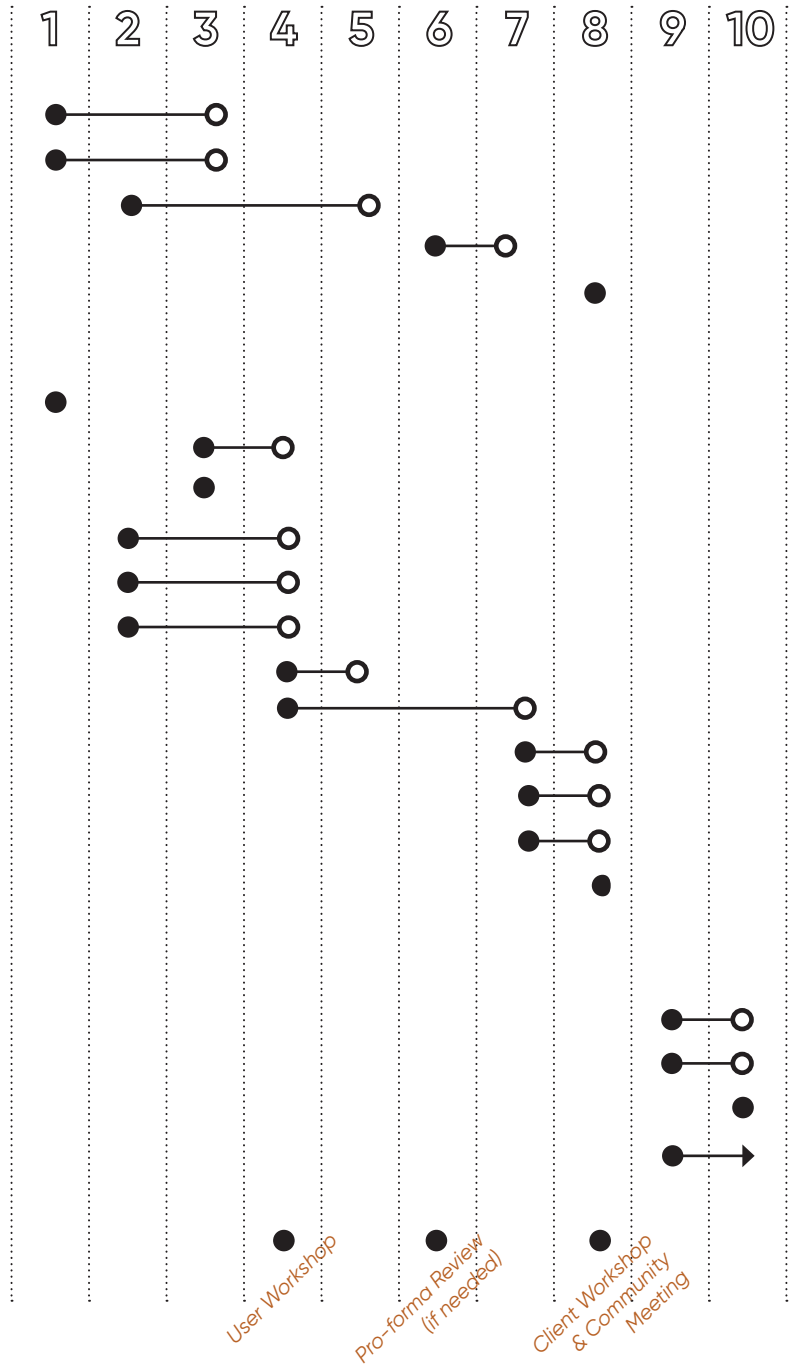 1 2 3 4 5 6 7 8 9 10
User Workshop
Pro-forma Review
(if needed)
Client Workshop
& Community
Meeting